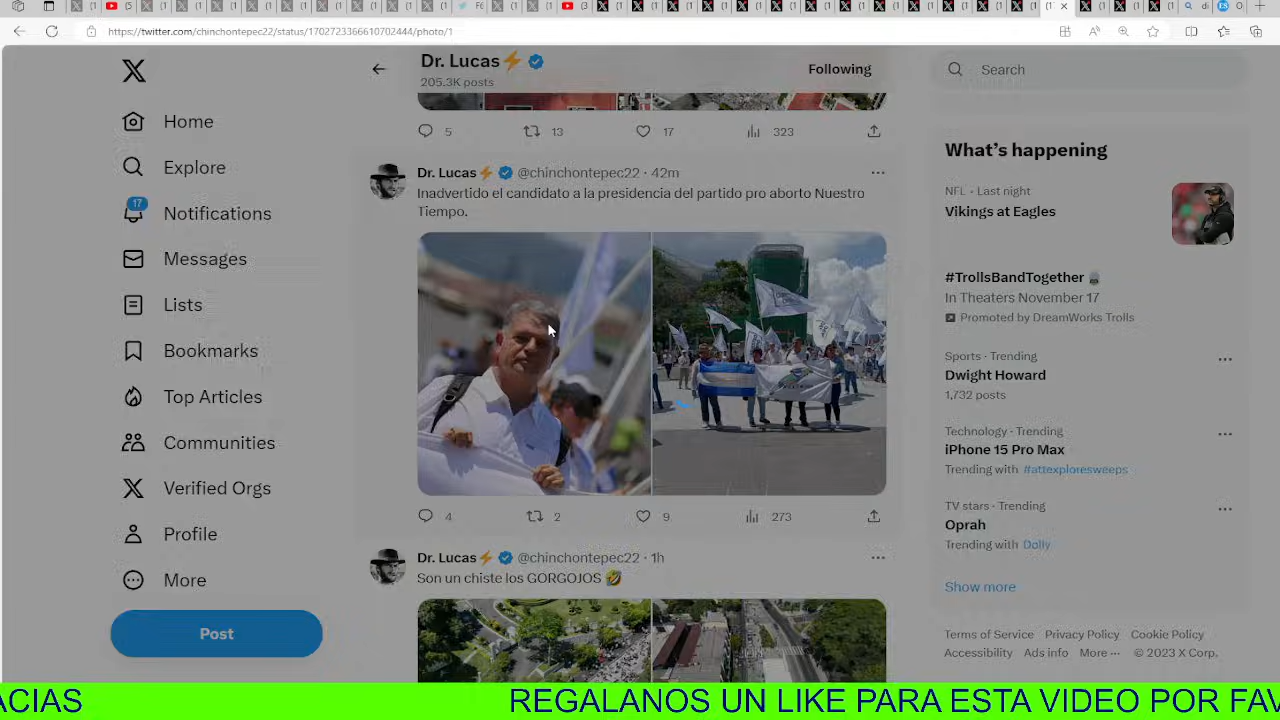 https://twitter.com/chinchontepec22/status/1702723366610702444/photo/1
Dr. Lucas⚡
205.3K posts
Following
Search
Home
Explore
17
Notifications
Messages
Lists
Bookmarks
Top Articles
Communities
Verified Orgs
Profile
More
Post
5 13 17 323
Dr. Lucas⚡ @chinchontepec22 · 42m
Inadvertido el candidato a la presidencia del partido pro aborto Nuestro
Tiempo.
4 2 9 273
Dr. Lucas⚡ @chinchontepec22 · 1h
Son un chiste los GORGOJOS 🤣
What's happening
NFL · Last night
Vikings at Eagles
#TrollsBandTogether
In Theaters November 17
Promoted by DreamWorks Trolls
Sports · Trending
Dwight Howard
1,732 posts
Technology · Trending
iPhone 15 Pro Max
Trending with #attexploresweeps
TV stars · Trending
Oprah
Trending with Dolly
Show more
Terms of Service Privacy Policy Cookie Policy
Accessibility Ads info More ··· © 2023 X Corp.
ACIAS REGALANOS UN LIKE PARA ESTA VIDEO POR FAV